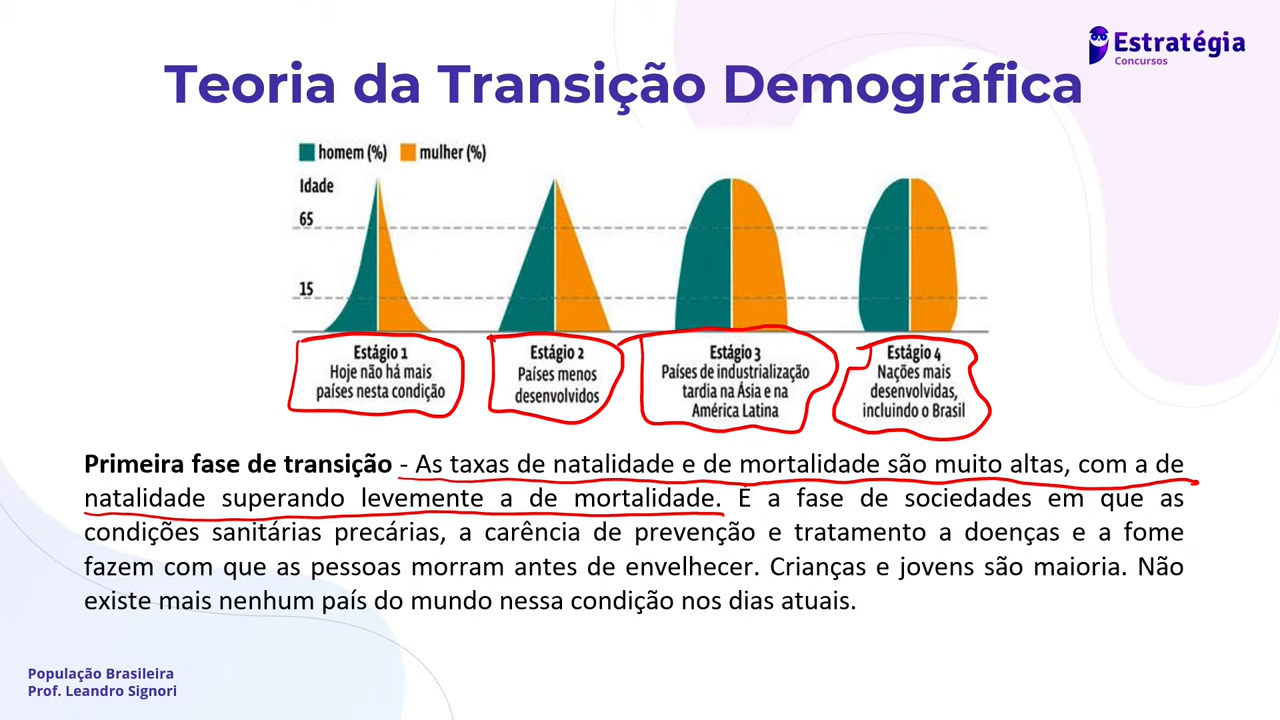 Estratégia
Concursos
Teoria da Transição Demográfica
homem (%) mulher (%)
Idade
65
15
Estágio 1
Hoje não há mais
países nesta condição
Estágio 2
Países menos
desenvolvidos
Estágio 3
Países de industrialização
tardia na Ásia e na
América Latina
Estágio 4
Nações mais
desenvolvidas,
incluindo o Brasil
Primeira fase de transição - As taxas de natalidade e de mortalidade são muito altas, com a de
natalidade superando levemente a de mortalidade. É a fase de sociedades em que as
condições sanitárias precárias, a carência de prevenção e tratamento a doenças e a fome
fazem com que as pessoas morram antes de envelhecer. Crianças e jovens são maioria. Não
existe mais nenhum país do mundo nessa condição nos dias atuais.
População Brasileira
Prof. Leandro Signori